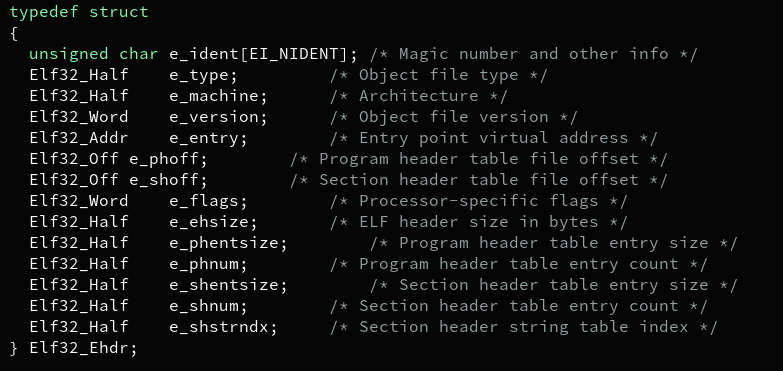 typedef struct
{
  unsigned char e_ident[EI_NIDENT]; /* Magic number and other info */
  Elf32_Half    e_type;         /* Object file type */
  Elf32_Half    e_machine;      /* Architecture */
  Elf32_Word    e_version;      /* Object file version */
  Elf32_Addr    e_entry;        /* Entry point virtual address */
  Elf32_Off e_phoff;        /* Program header table file offset */
  Elf32_Off e_shoff;        /* Section header table file offset */
  Elf32_Word    e_flags;        /* Processor-specific flags */
  Elf32_Half    e_ehsize;       /* ELF header size in bytes */
  Elf32_Half    e_phentsize;        /* Program header table entry size */
  Elf32_Half    e_phnum;        /* Program header table entry count */
  Elf32_Half    e_shentsize;        /* Section header table entry size */
  Elf32_Half    e_shnum;        /* Section header table entry count */
  Elf32_Half    e_shstrndx;     /* Section header string table index */
} Elf32_Ehdr;